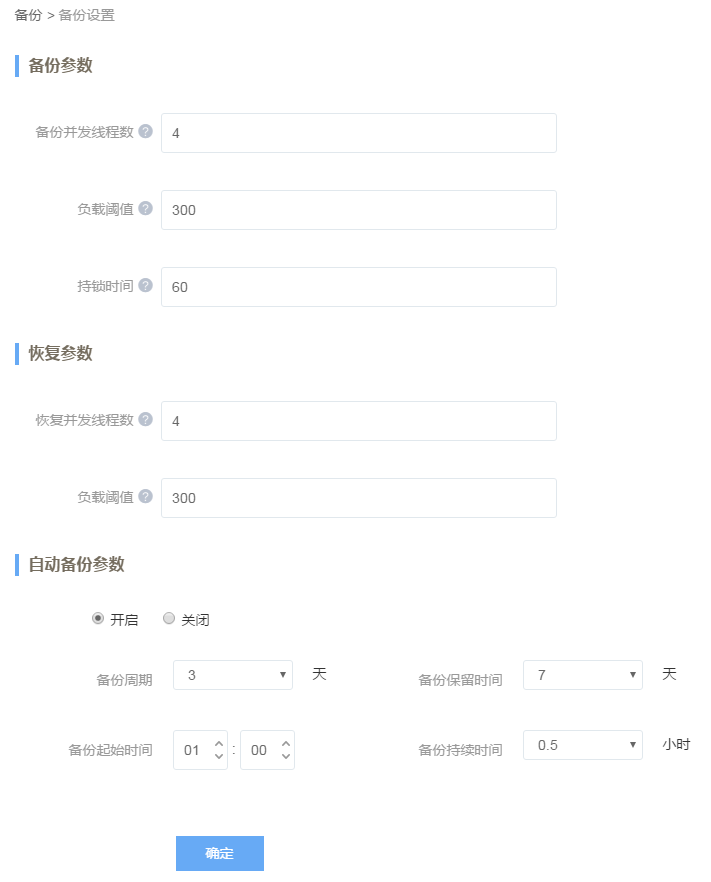 备份 > 备份设置
备份参数
备份并发线程数 ? 4
负载阈值 ? 300
持锁时间 ? 60
恢复参数
恢复并发线程数 ? 4
负载阈值 ? 300
自动备份参数
开启 关闭
备份周期 3 天 备份保留时间 7 天
备份起始时间 01 : 00 备份持续时间 0.5 小时
确定